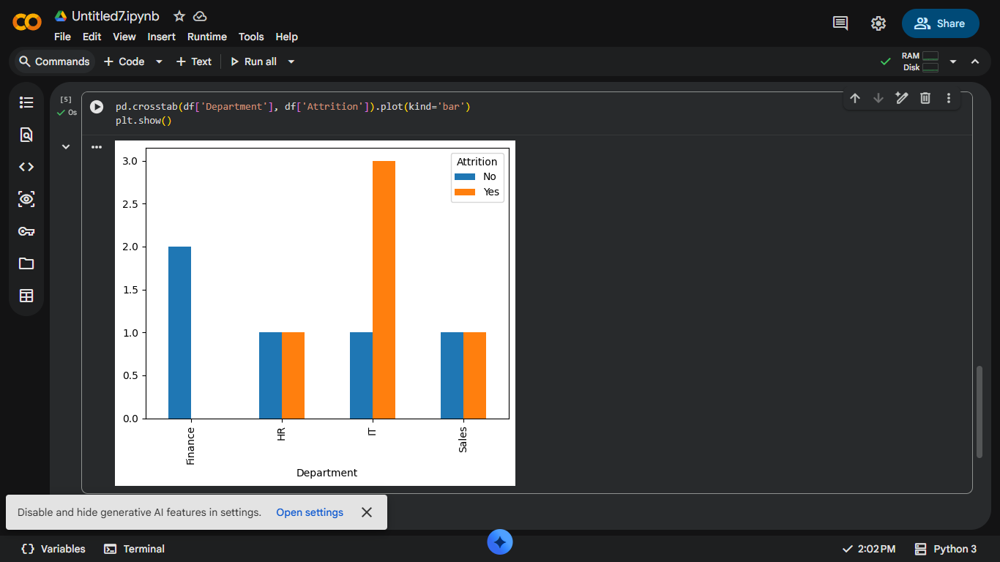 Untitled7.ipynb
File Edit View Insert Runtime Tools Help
Share
Commands + Code + Text Run all
RAM
Disk
[5]
0s
pd.crosstab(df['Department'], df['Attrition']).plot(kind='bar')
plt.show()
Attrition
No
Yes
3.0
2.5
2.0
1.5
1.0
0.5
0.0
Finance
HR
IT
Sales
Department
Disable and hide generative AI features in settings. Open settings
{} Variables Terminal
2:02 PM Python 3